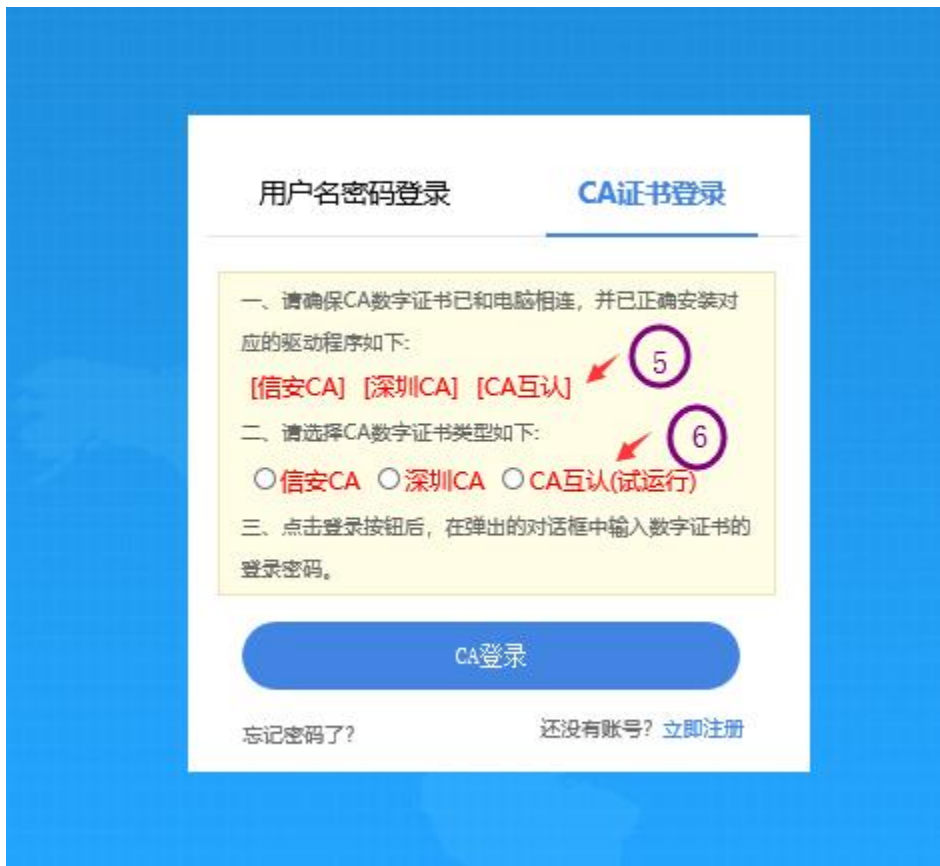 用户名密码登录 CA证书登录
一、请确保CA数字证书已和电脑相连，并已正确安装对
应的驱动程序如下:
5
[信安CA] [深圳CA] [CA互认]
二、请选择CA数字证书类型如下:
6
信安CA 深圳CA CA互认(试运行)
三、点击登录按钮后，在弹出的对话框中输入数字证书的
登录密码。
CA登录
忘记密码了? 还没有账号? 立即注册